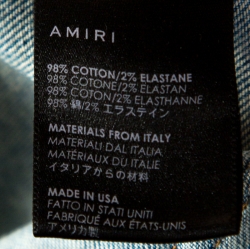 AMIRI
98% COTTON/2% ELASTANE
98% COTONE/2% ELASTAN
98% COTON/2% ELASTHANNE
98% 綿/2% エラステイン
MATERIALS FROM ITALY
MATERIALI DAL ITALIA
MATERIAUX DU ITALIE
イタリアからの材料
MADE IN USA
FATTO IN STATI UNITI
FABRIQUÉ AUX ÉTATS-UNIS
アメリカ製